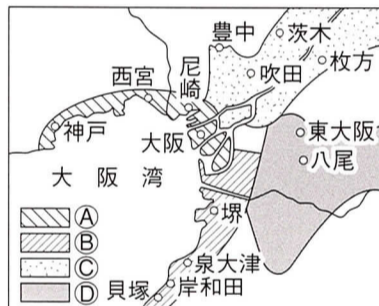 豊中
茨木
枚方
西宮
尼崎
吹田
神戸
大阪
東大阪
八尾
大阪湾
堺
泉大津
岸和田
貝塚
Ⓐ
Ⓑ
Ⓒ
Ⓓ